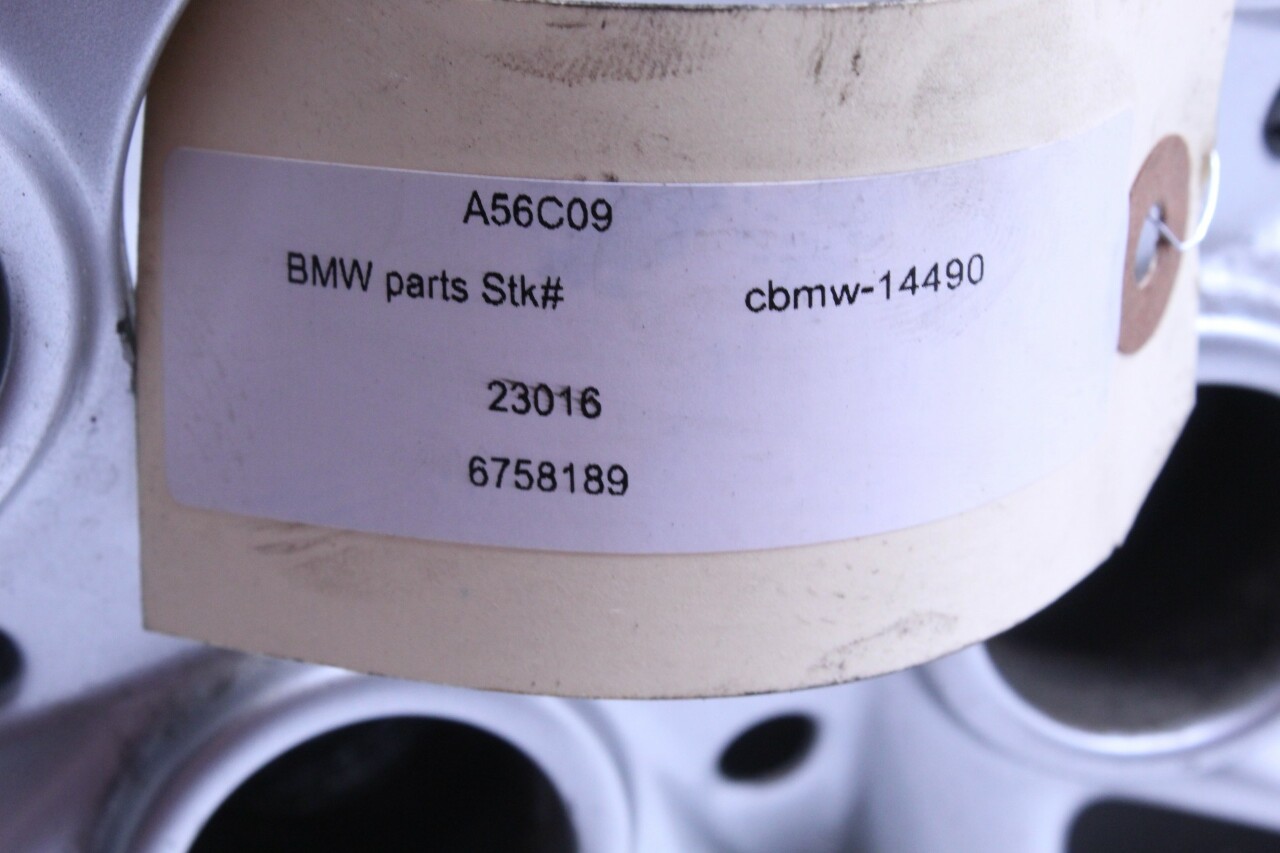 A56C09
BMW parts Stk# cbmw-14490
23016
6758189